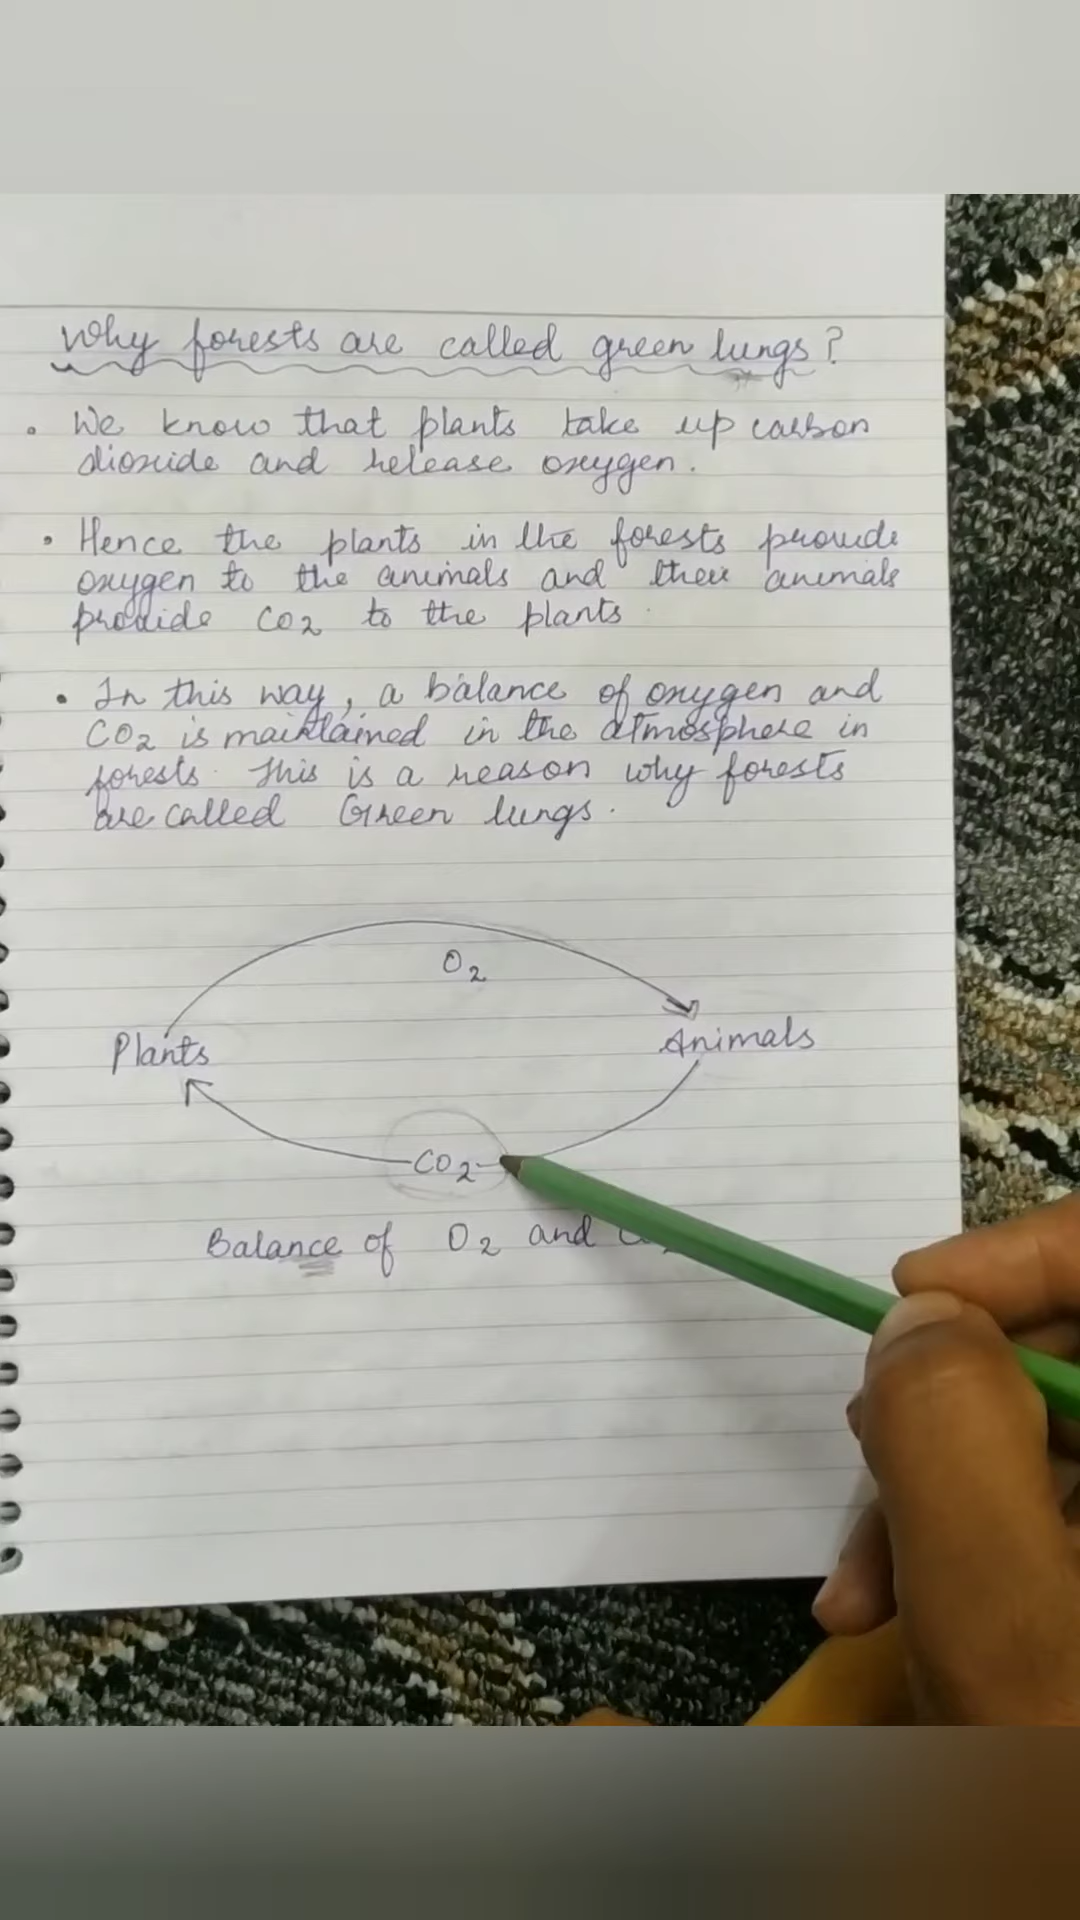 Why forests are called green lungs?
• We know that plants take up carbon
dioxide and release oxygen.
• Hence the plants in the forests provide
oxygen to the animals and their animals
provide CO2 to the plants
• In this way, a balance of oxygen and
CO2 is maintained in the atmosphere in
forests. This is a reason why forests
are called Green lungs.
O2
Plants
Animals
CO2
Balance of O2 and